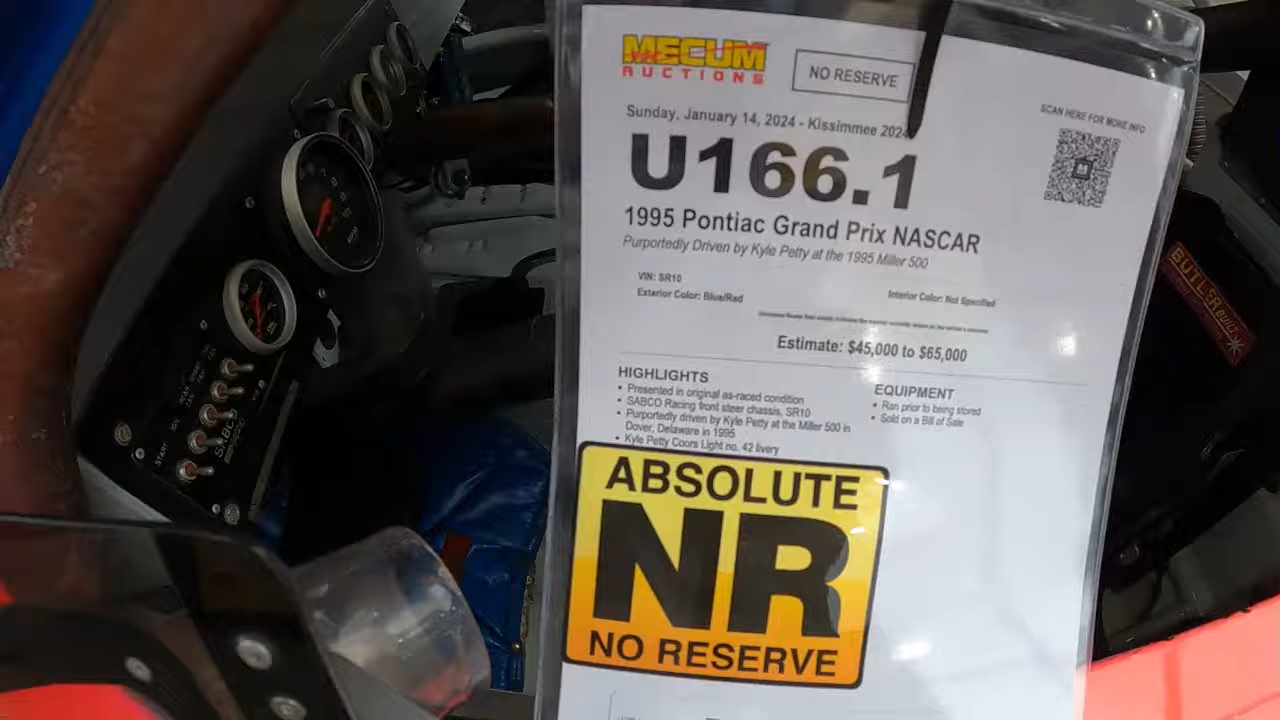 MECUM
AUCTIONS
NO RESERVE
SCAN HERE FOR MORE INFO
Sunday, January 14, 2024 - Kissimmee 2024
U166.1
1995 Pontiac Grand Prix NASCAR
Purportedly Driven by Kyle Petty at the 1995 Miller 500
VIN: SR10
Exterior Color: Blue/Red
Interior Color: Not Specified
Estimate: $45,000 to $65,000
HIGHLIGHTS
• Presented in original as-raced condition
• SABCO Racing front steer chassis, SR10
• Purportedly driven by Kyle Petty at the Miller 500 in
Dover, Delaware in 1995
• Kyle Petty Coors Light no. 42 livery
EQUIPMENT
• Ran prior to being stored
• Sold on a Bill of Sale
ABSOLUTE
NR
NO RESERVE
BUTLER BUILT
START
IGN
SABCO